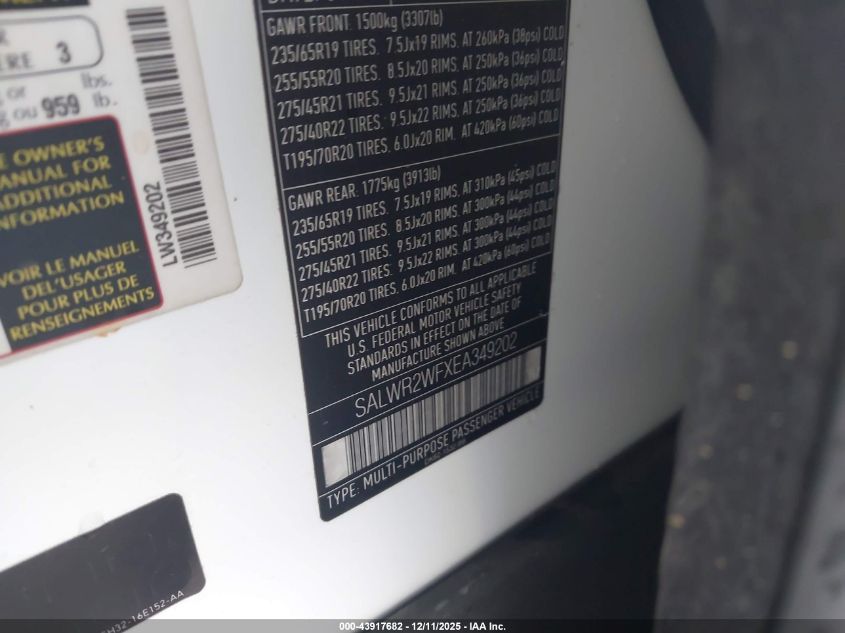 3
lbs.
ou 959 lb.
OWNER'S
MANUAL FOR
ADDITIONAL
INFORMATION
VOIR LE MANUEL
DEL'USAGER
POUR PLUS DE
RENSEIGNEMENTS
LW349202
GAWR FRONT. 1500kg (3307lb)
235/65R19 TIRES. 7.5Jx19 RIMS. AT 260kPa (38psi) COLD
255/55R20 TIRES. 8.5Jx20 RIMS. AT 250kPa (36psi) COLD
275/45R21 TIRES. 9.5Jx21 RIMS. AT 250kPa (36psi) COLD
275/40R22 TIRES. 9.5Jx22 RIMS. AT 250kPa (36psi) COLD
T195/70R20 TIRES. 6.0Jx20 RIM. AT 420kPa (60psi) COLD
GAWR REAR. 1775kg (3913lb)
235/65R19 TIRES. 7.5Jx19 RIMS. AT 310kPa (45psi) COLD
255/55R20 TIRES. 8.5Jx20 RIMS. AT 300kPa (44psi) COLD
275/45R21 TIRES. 9.5Jx21 RIMS. AT 300kPa (44psi) COLD
275/40R22 TIRES. 9.5Jx22 RIMS. AT 300kPa (44psi) COLD
T195/70R20 TIRES. 6.0Jx20 RIM. AT 420kPa (60psi) COLD
THIS VEHICLE CONFORMS TO ALL APPLICABLE
U.S. FEDERAL MOTOR VEHICLE SAFETY
STANDARDS IN EFFECT ON THE DATE OF
MANUFACTURE SHOWN ABOVE
SALWR2WFXEA349202
TYPE: MULTI-PURPOSE PASSENGER VEHICLE
000-43917682 - 12/11/2025 - IAA Inc.